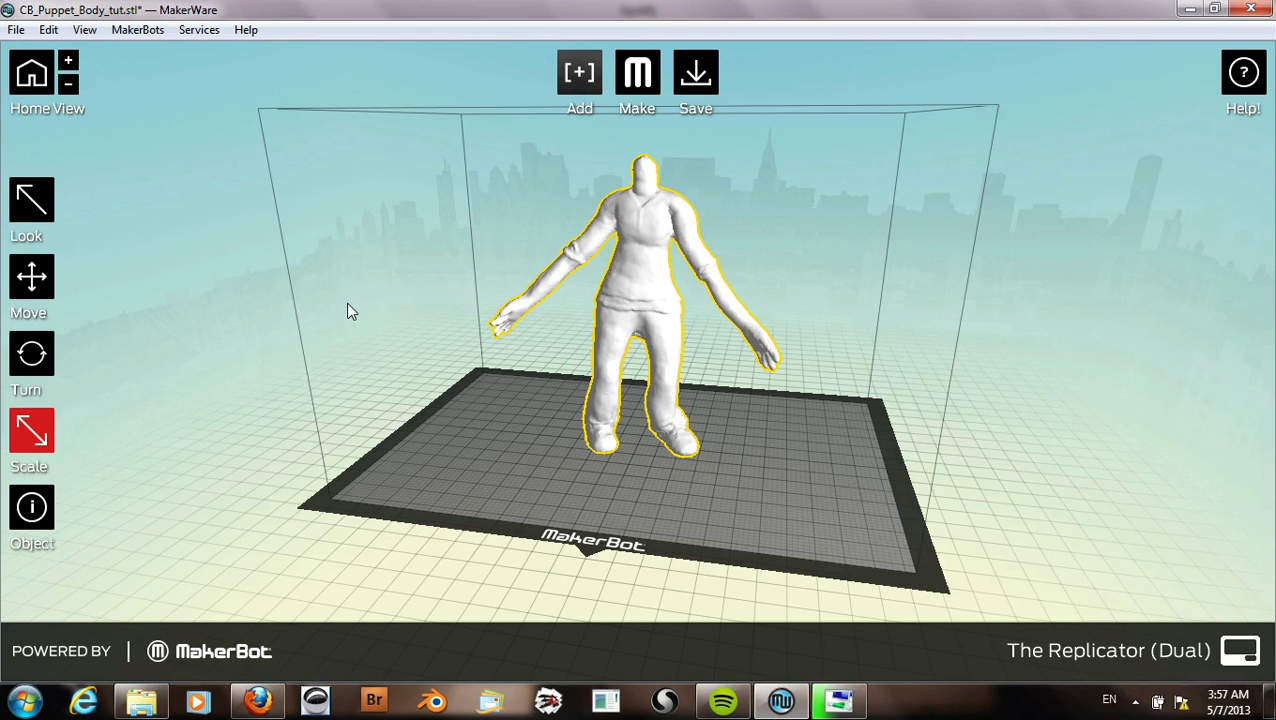 CB_Puppet_Body_tut.stl* — MakerWare
File Edit View MakerBots Services Help
+
-
Home View
[+] Add
M Make
Save
?
Help!
Look
Move
Turn
Scale
i
Object
MakerBot
POWERED BY | M MakerBot
The Replicator (Dual)
Br
EN
3:57 AM
5/7/2013